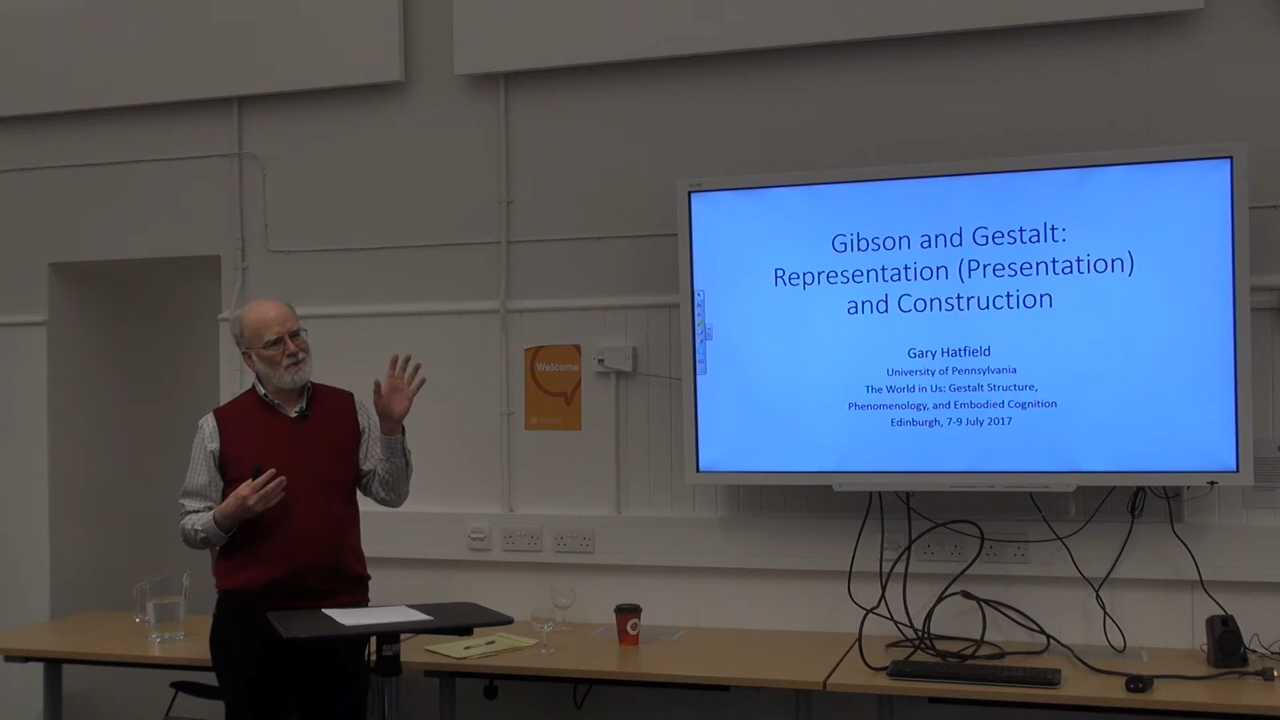 Welcome
Gibson and Gestalt:
Representation (Presentation)
and Construction
Gary Hatfield
University of Pennsylvania
The World in Us: Gestalt Structure,
Phenomenology, and Embodied Cognition
Edinburgh, 7-9 July 2017